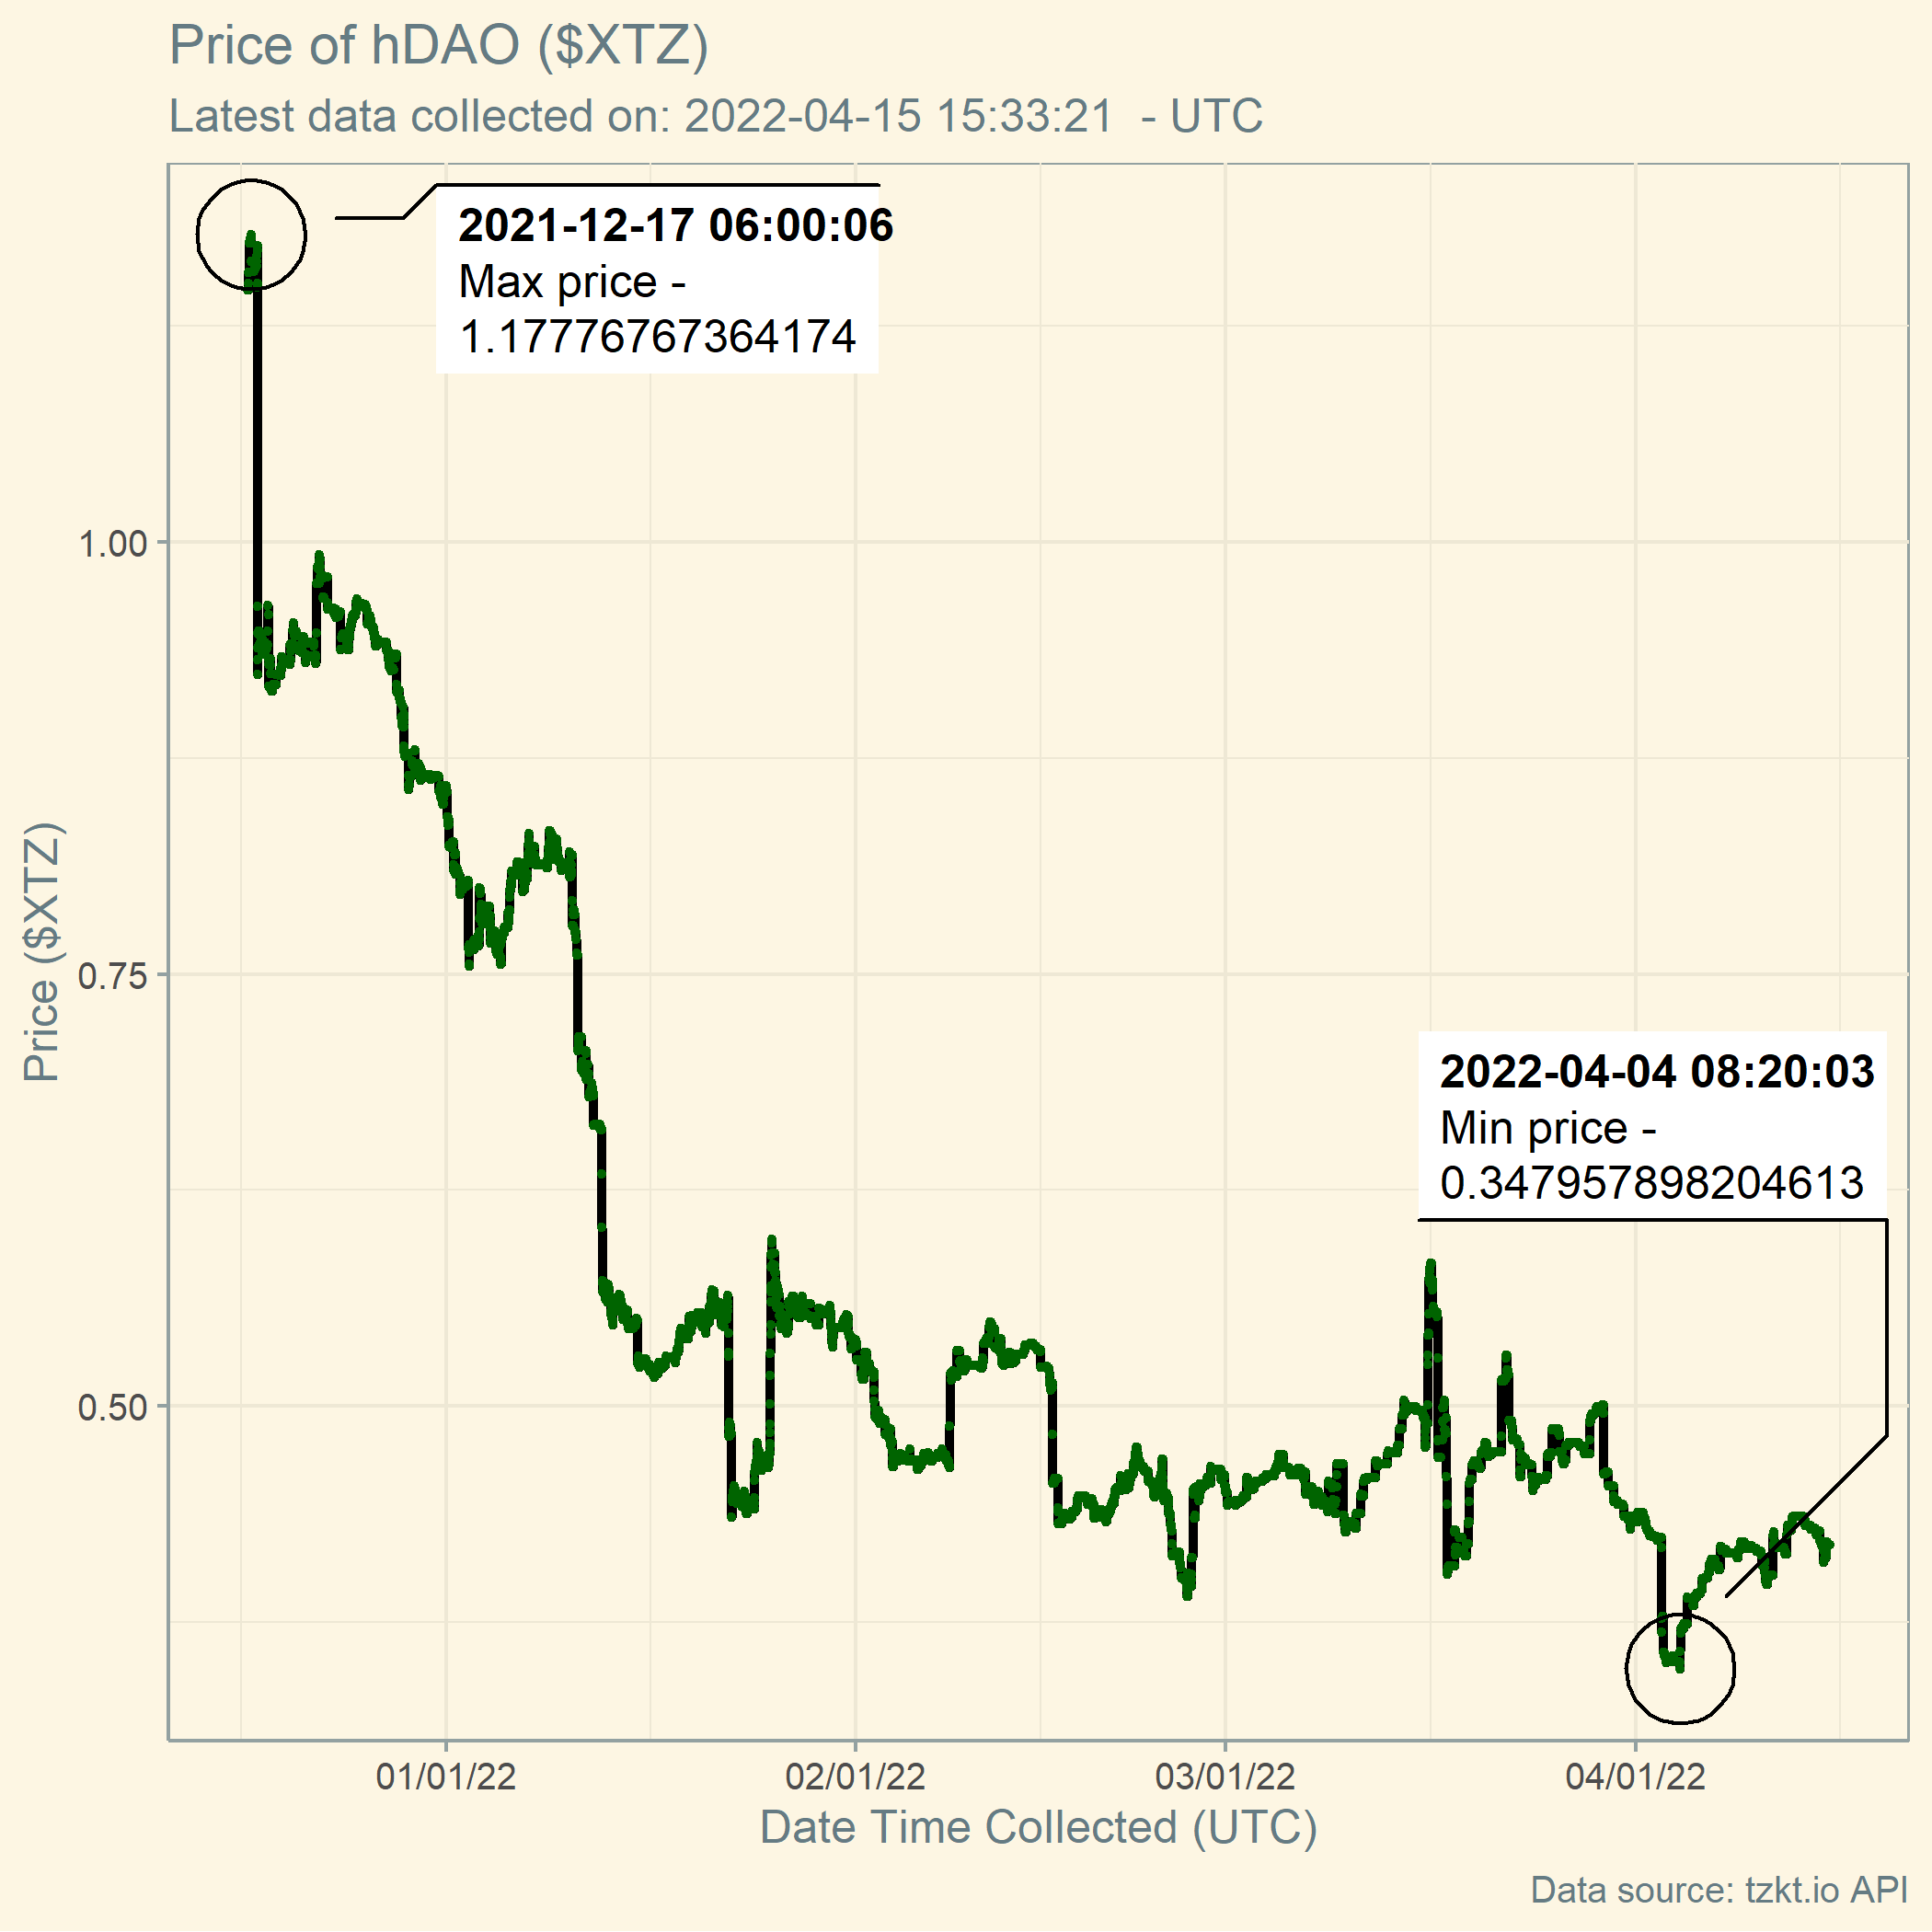 Price of hDAO ($XTZ)
Latest data collected on: 2022-04-15 15:33:21  - UTC
2021-12-17 06:00:06
Max price -
1.17776767364174
1.00
0.75
0.50
Price ($XTZ)
2022-04-04 08:20:03
Min price -
0.347957898204613
01/01/22
02/01/22
03/01/22
04/01/22
Date Time Collected (UTC)
Data source: tzkt.io API